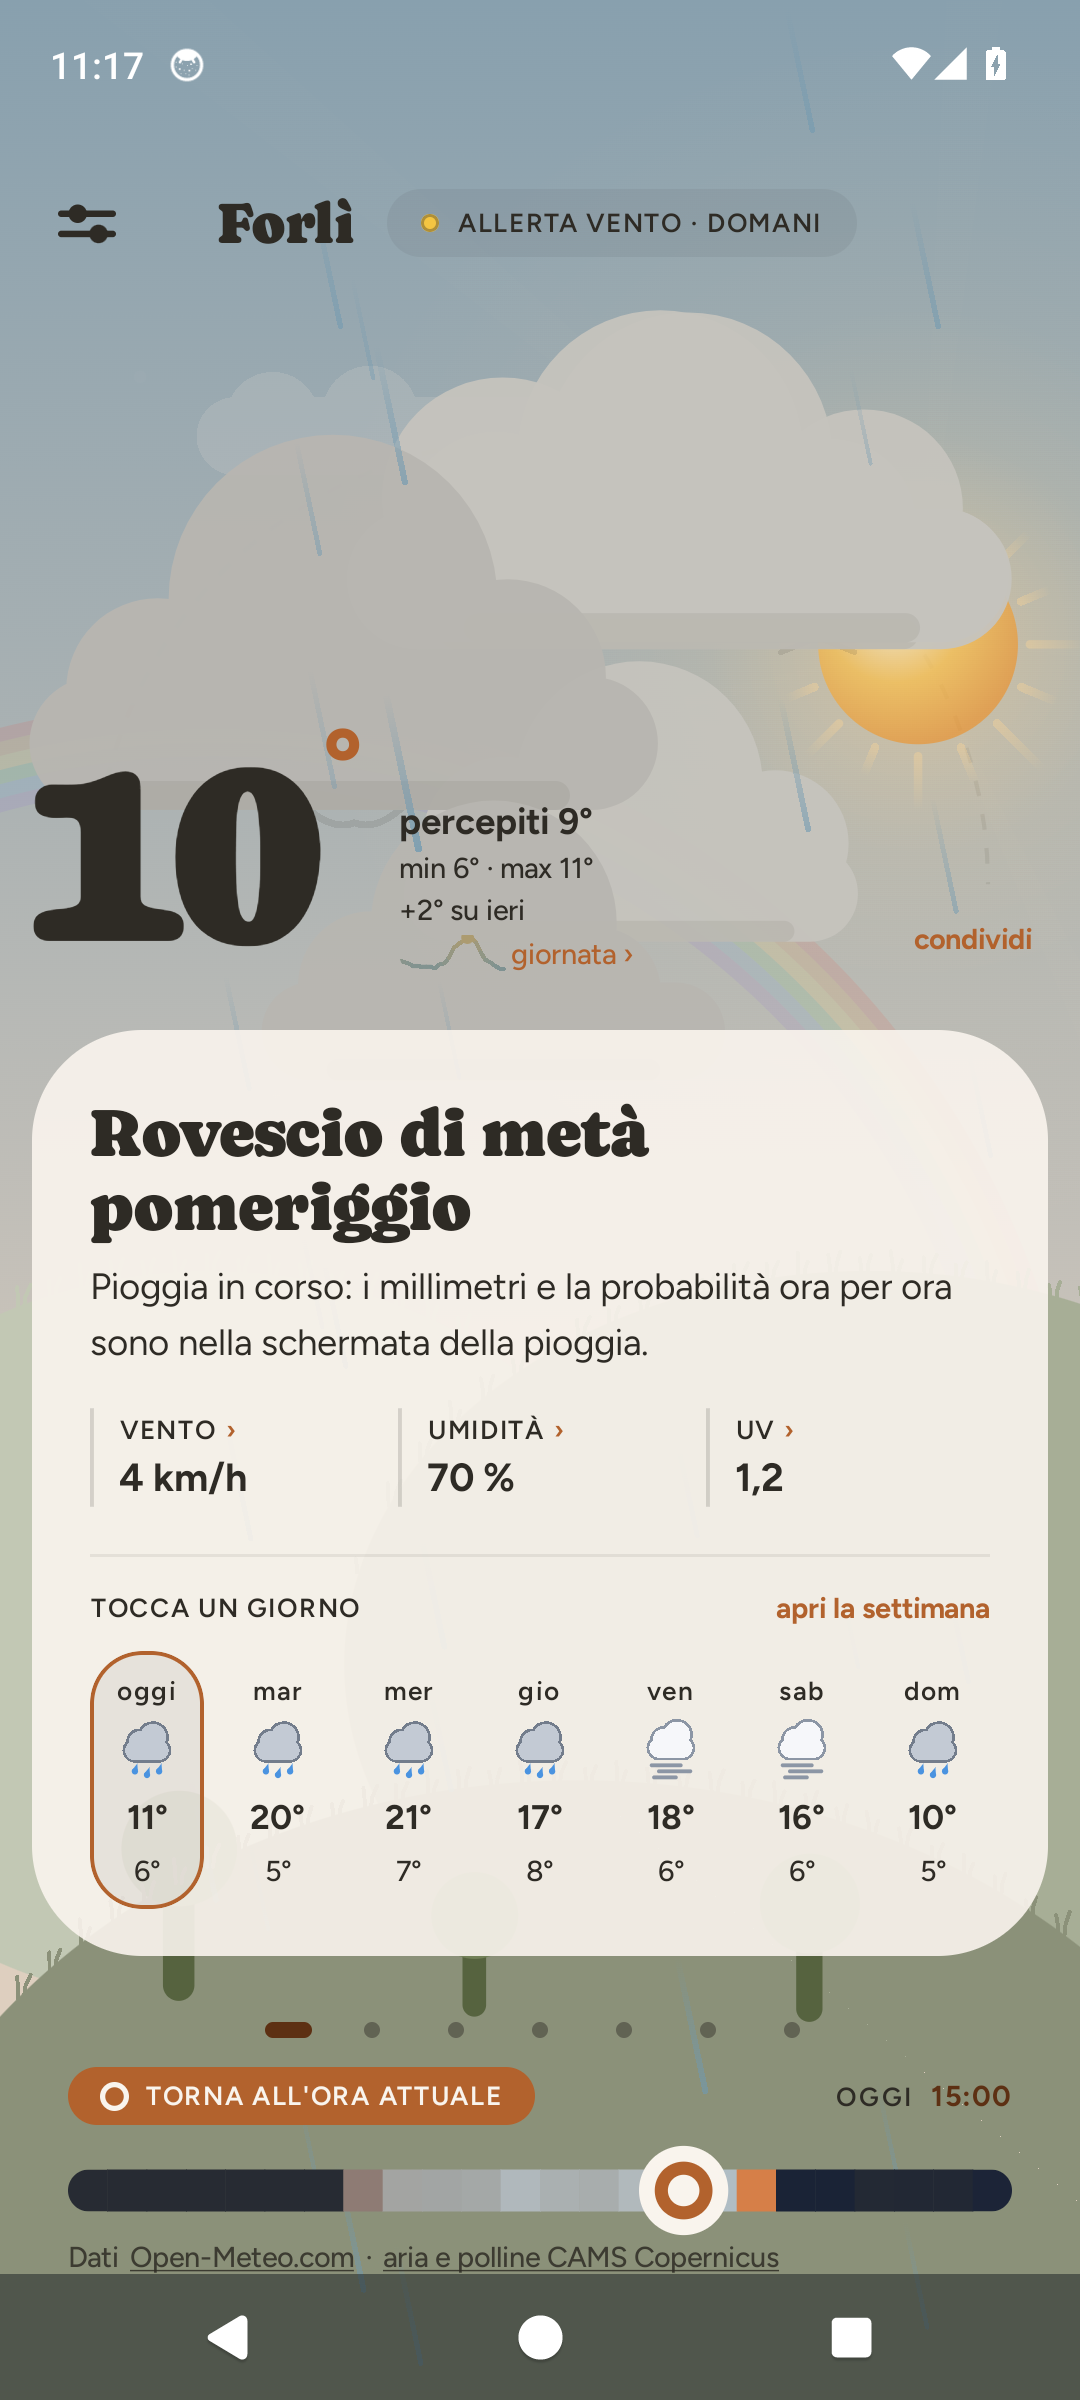 11:17
Forlì
ALLERTA VENTO · DOMANI
10
percepiti 9°
min 6° · max 11°
+2° su ieri
giornata ›
condividi
Rovescio di metà
pomeriggio
Pioggia in corso: i millimetri e la probabilità ora per ora
sono nella schermata della pioggia.
VENTO › UMIDITÀ › UV ›
4 km/h 70 % 1,2
TOCCA UN GIORNO apri la settimana
oggi mar mer gio ven sab dom
11° 20° 21° 17° 18° 16° 10°
6° 5° 7° 8° 6° 6° 5°
TORNA ALL'ORA ATTUALE OGGI 15:00
Dati Open-Meteo.com · aria e polline CAMS Copernicus